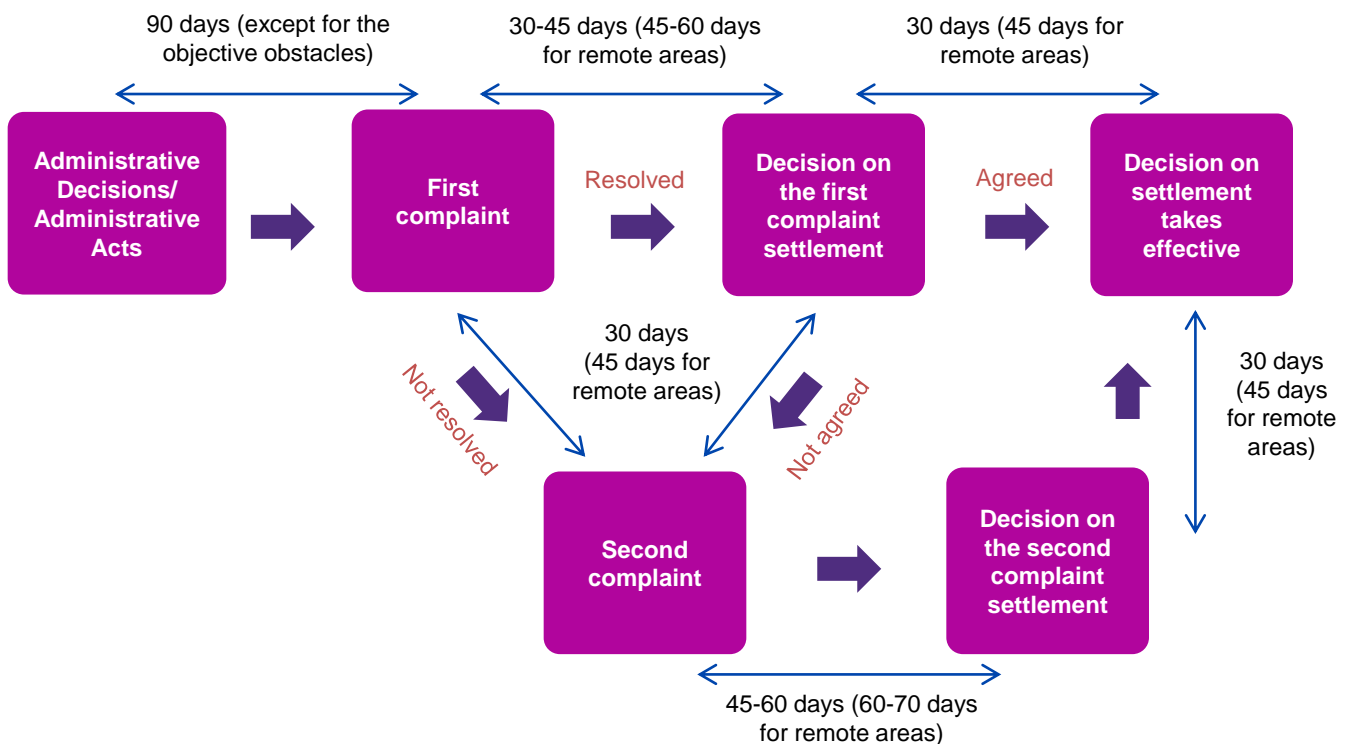 90 days (except for the
objective obstacles)
30-45 days (45-60 days
for remote areas)
30 days (45 days for
remote areas)
Administrative
Decisions/
Administrative
Acts
First
complaint
Resolved
Decision on
the first
complaint
settlement
Agreed
Decision on
settlement
takes
effective
Not resolved
30 days
(45 days for
remote areas)
Not agreed
30 days
(45 days
for remote
areas)
Second
complaint
Decision on
the second
complaint
settlement
45-60 days (60-70 days
for remote areas)